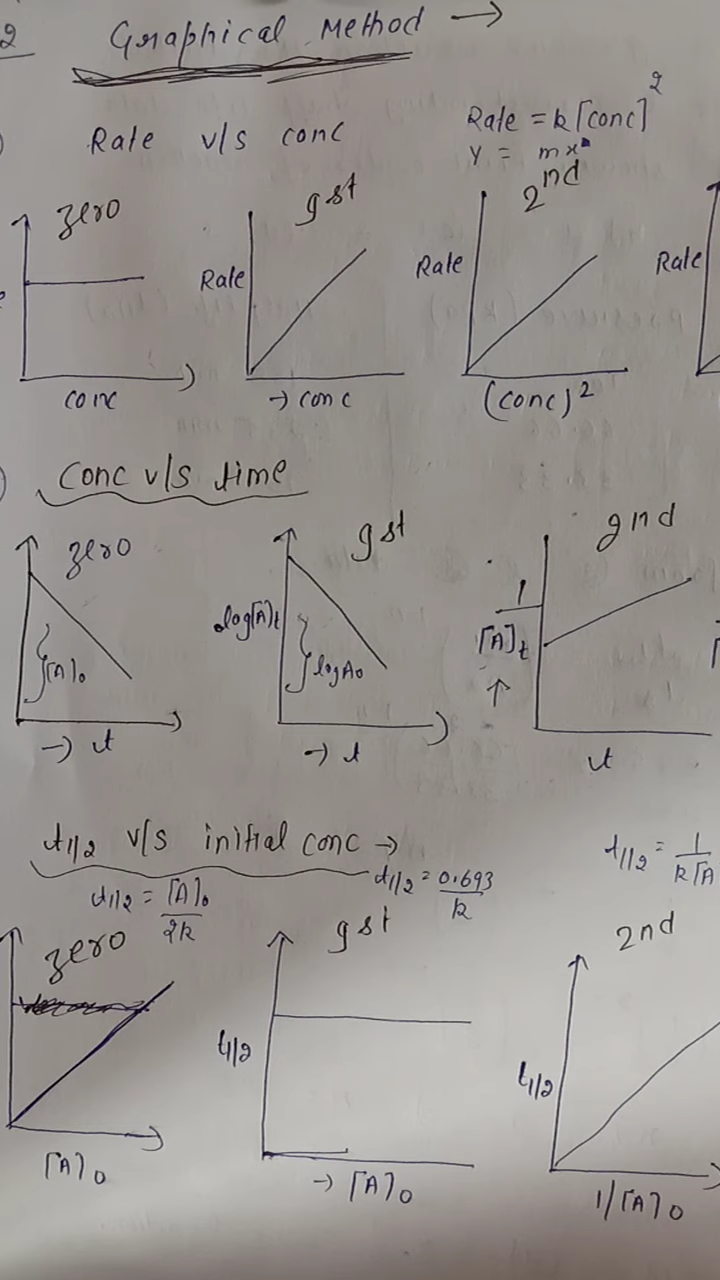 2 Graphical Method →
) Rate v/s conc
Rate = k[conc]²
Y = mx
zero
1st
2nd
Rate
Rate
Rate
conc
→ conc
(conc)²
) Conc v/s time
zero
1st
2nd
log[A]t
1/[A]t ↑
[A]₀
log A₀
→ t
→ t
t
t1/2 v/s initial conc →
t1/2 = [A]₀/2k
t1/2 = 0.693/k
t1/2 = 1/k[A
zero
1st
2nd
t1/2
t1/2
[A]₀
→ [A]₀
1/[A]₀